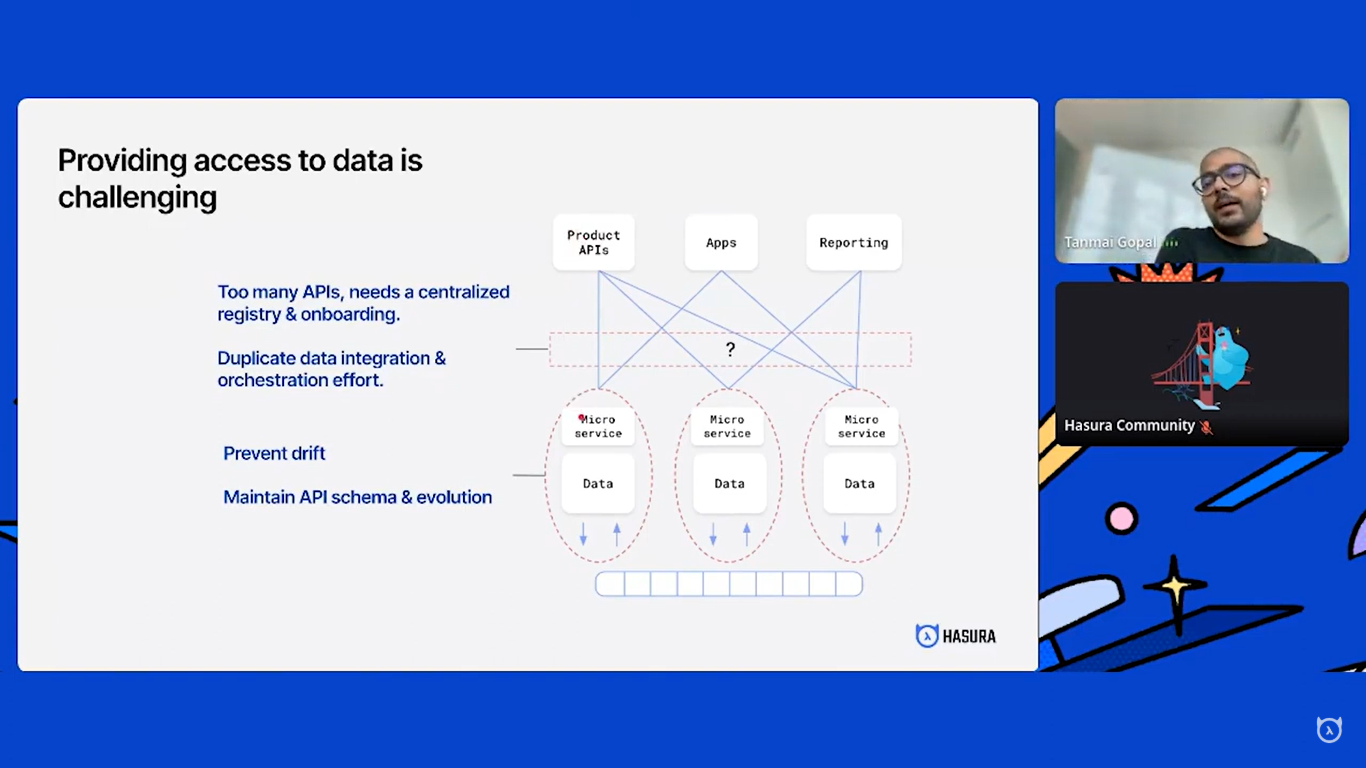 Providing access to data is
challenging
Product
APIs
Apps
Reporting
Too many APIs, needs a centralized
registry & onboarding.
Duplicate data integration &
orchestration effort.
?
Micro
service
Micro
service
Micro
service
Prevent drift
Maintain API schema & evolution
Data
Data
Data
HASURA
Tanmai Gopal
Hasura Community